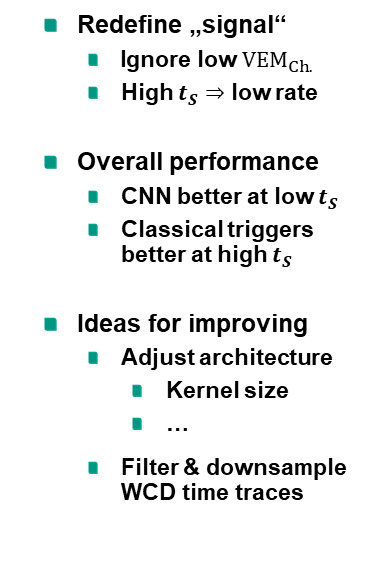 Redefine „signal“
Ignore low VEM_Ch.
High t_S ⇒ low rate
Overall performance
CNN better at low t_S
Classical triggers
better at high t_S
Ideas for improving
Adjust architecture
Kernel size
…
Filter & downsample
WCD time traces